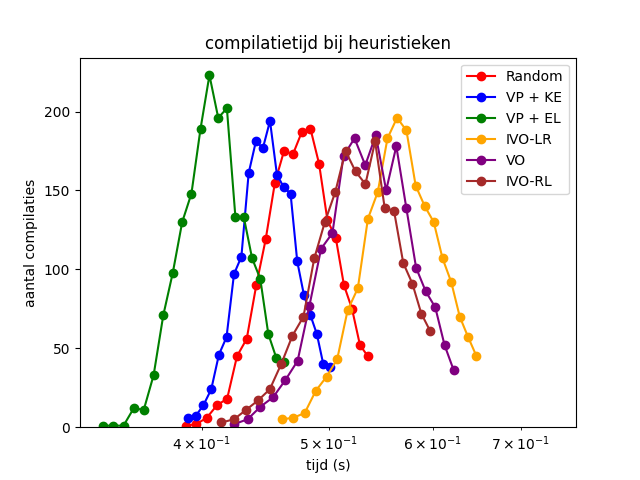 compilatietijd bij heuristieken
aantal compilaties
200
150
100
50
0
Random
VP + KE
VP + EL
IVO-LR
VO
IVO-RL
4 × 10⁻¹ 5 × 10⁻¹ 6 × 10⁻¹ 7 × 10⁻¹
tijd (s)